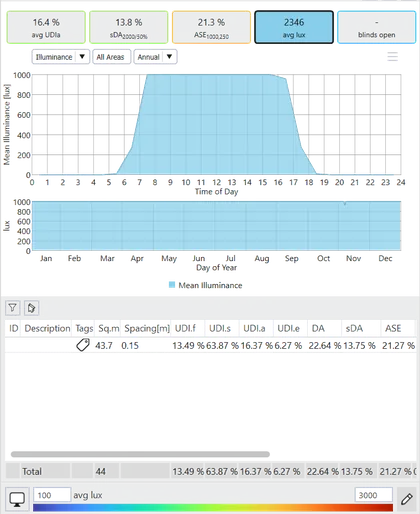 16.4 % 13.8 % 21.3 % 2346 -
avg UDIa sDA2000/50% ASE1000,250 avg lux blinds open
Illuminance ▼ All Areas Annual ▼
Mean Illuminance [lux]
1000
800
600
400
200
0
0 1 2 3 4 5 6 7 8 9 10 11 12 13 14 15 16 17 18 19 20 21 22 23 24
Time of Day
lux
1000
800
600
400
200
0
Jan Feb Mar Apr May Jun Jul Aug Sep Oct Nov Dec
Day of Year
Mean Illuminance
ID Description Tags Sq.m Spacing[m] UDI.f UDI.s UDI.a UDI.e DA sDA ASE
43.7 0.15 13.49 % 63.87 % 16.37 % 6.27 % 22.64 % 13.75 % 21.27 %
Total 44 13.49 % 63.87 % 16.37 % 6.27 % 22.64 % 13.75 % 21.27 %
100 avg lux 3000